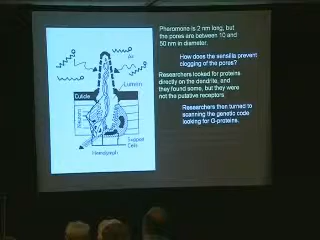 Pheromone is 2 nm long, but
the pores are between 10 and
50 nm in diameter.
How does the sensilla prevent
clogging of the pores?
Researchers looked for proteins
directly on the dendrite, and
they found some, but they were
not the putative receptors
Researchers then turned to
scanning the genetic code
looking for G-proteins.
Air
Lumen
Cuticle
Support
Cells
Hemolymph